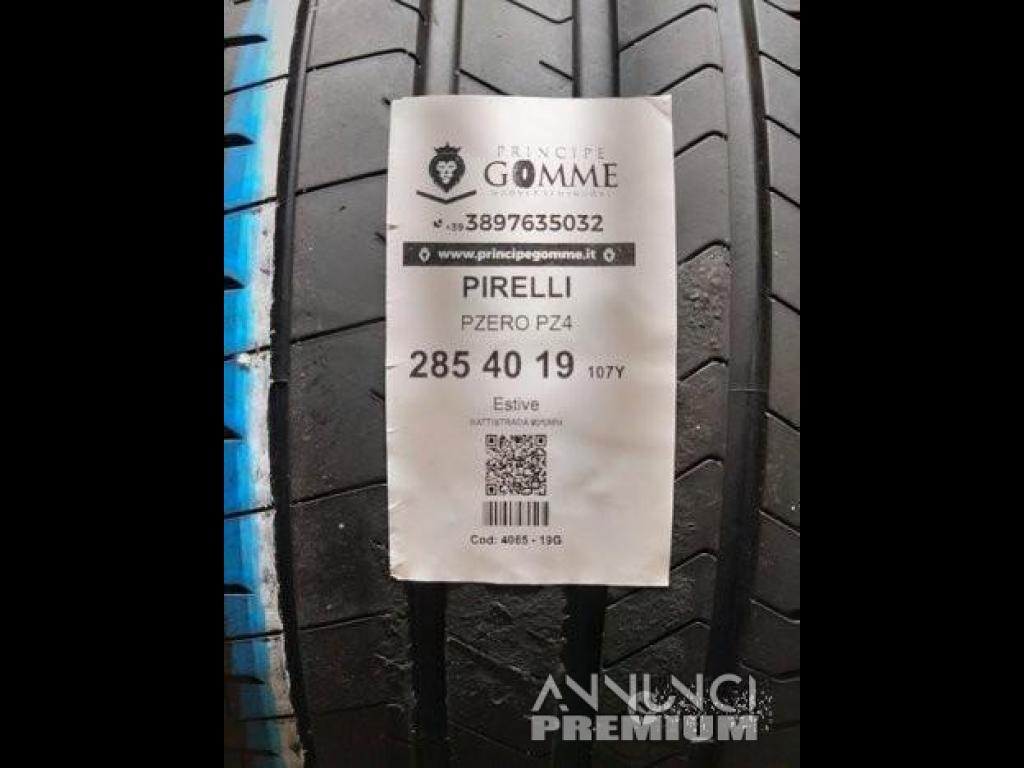 PRINCIPE
GOMME
+39 3897635032
www.principegomme.it
PIRELLI
PZERO PZ4
285 40 19 107Y
Estive
BATTISTRADA
Cod: 4065 - 19G
ANNUNCI
PREMIUM